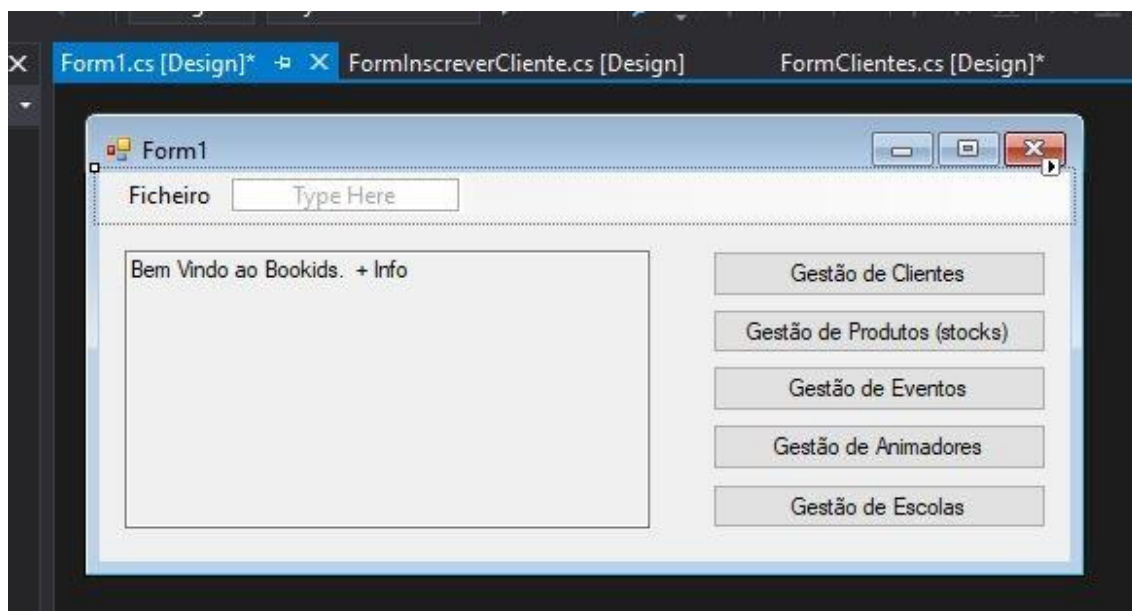 Form1.cs [Design]* FormInscreverCliente.cs [Design] FormClientes.cs [Design]*
Form1
Ficheiro Type Here
Bem Vindo ao Bookids. + Info
Gestão de Clientes
Gestão de Produtos (stocks)
Gestão de Eventos
Gestão de Animadores
Gestão de Escolas